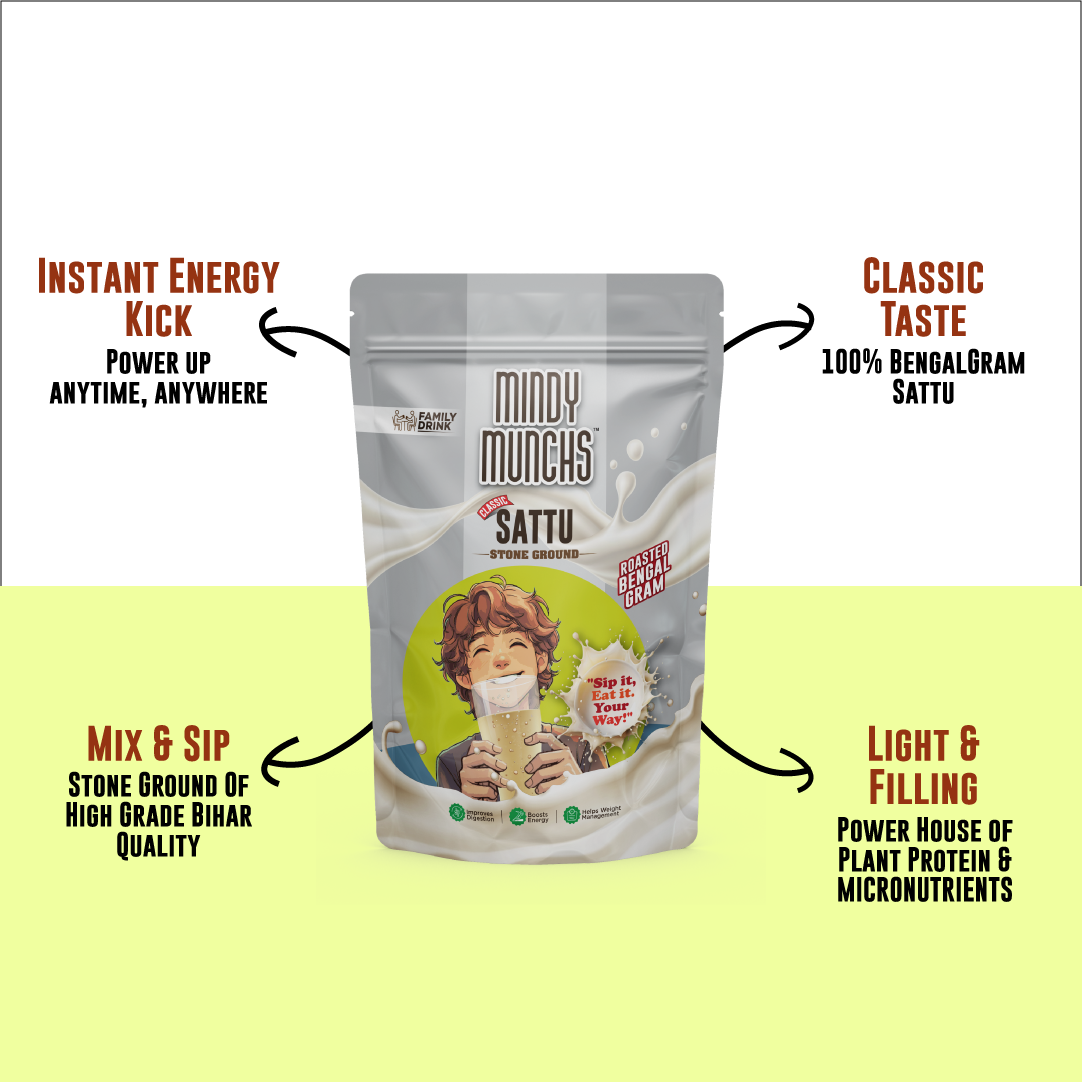 Instant Energy
Kick
Power up
anytime, anywhere
Classic
Taste
100% BengalGram
Sattu
FAMILY
DRINK
MINDY
MUNCHS™
CLASSIC
SATTU
STONE GROUND
ROASTED
BENGAL
GRAM
"Sip it,
Eat it.
Your
Way!"
Improves
Digestion
Boosts
Energy
Helps Weight
Management
Mix & Sip
Stone Ground Of
High Grade Bihar
Quality
Light &
Filling
Power House of
Plant Protein &
micronutrients